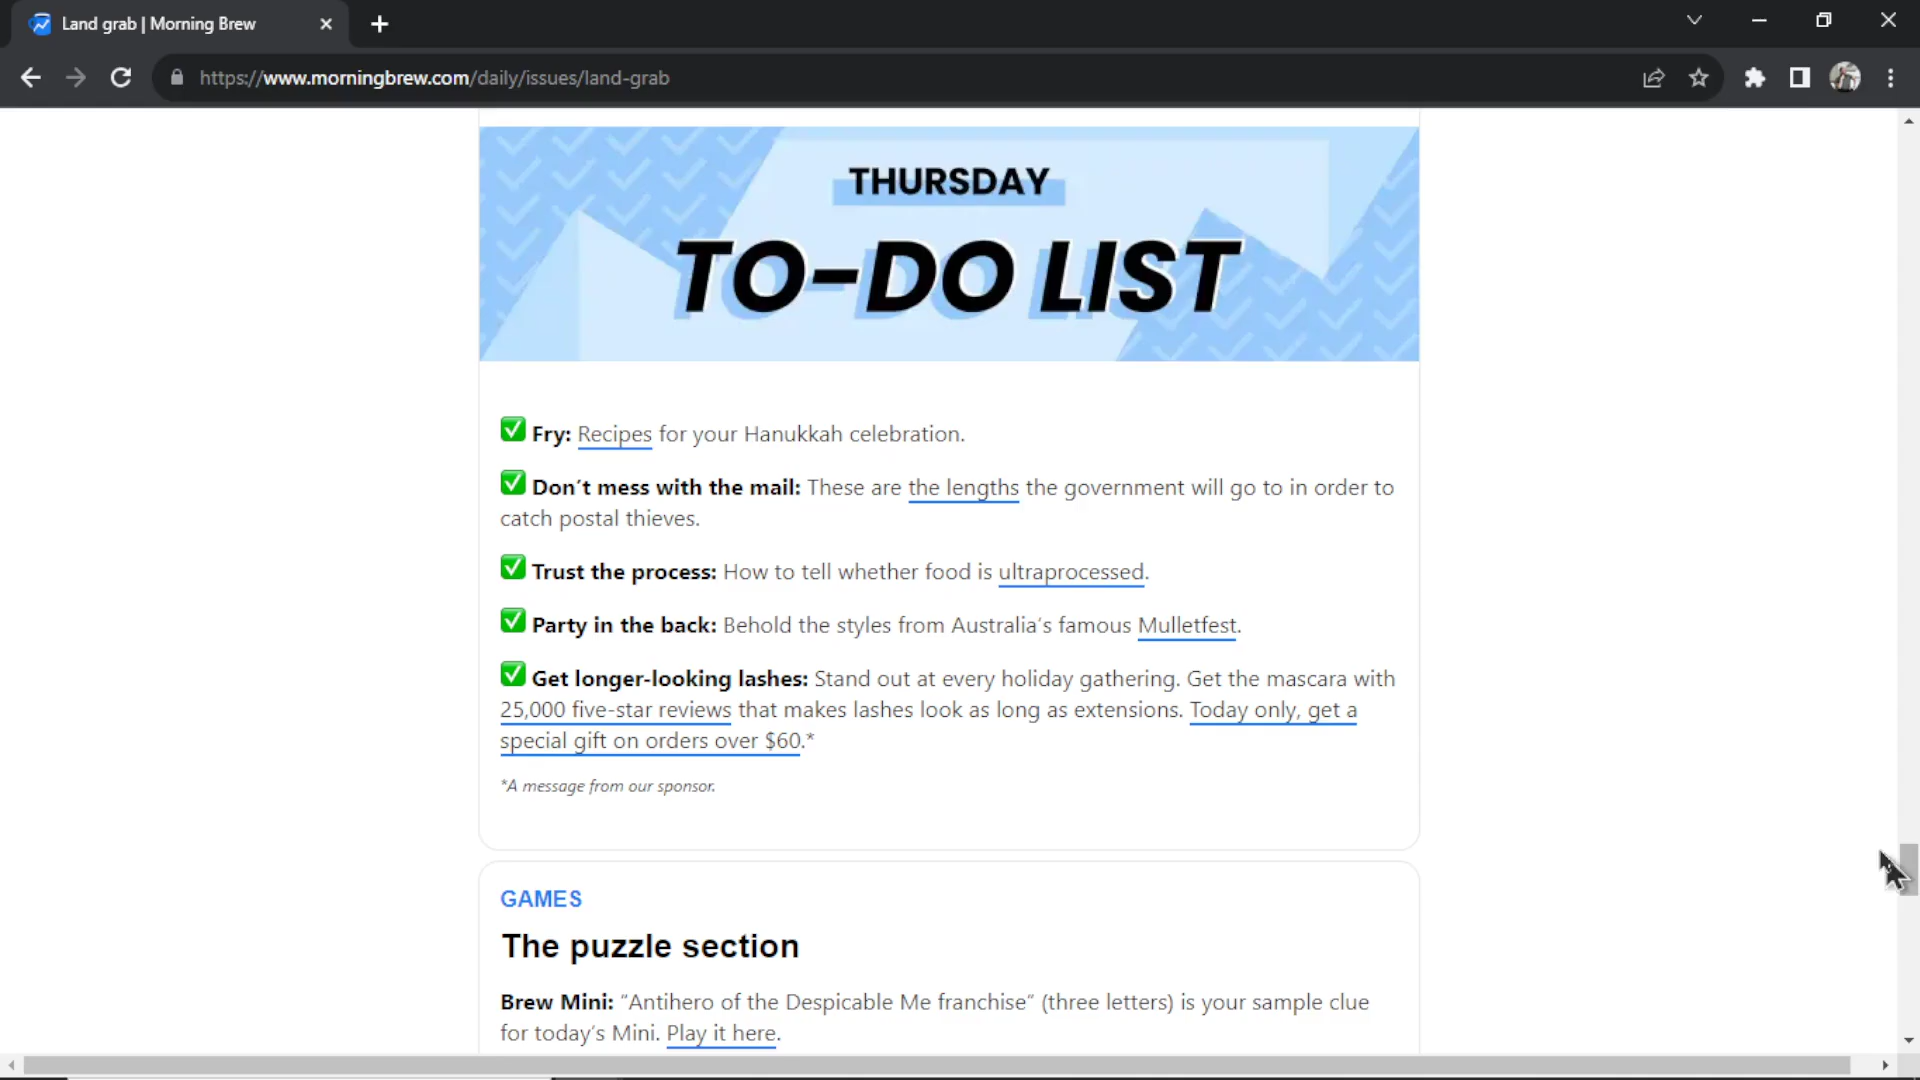 Land grab | Morning Brew
https://www.morningbrew.com/daily/issues/land-grab
THURSDAY
TO-DO LIST
✅ Fry: Recipes for your Hanukkah celebration.
✅ Don't mess with the mail: These are the lengths the government will go to in order to
catch postal thieves.
✅ Trust the process: How to tell whether food is ultraprocessed.
✅ Party in the back: Behold the styles from Australia's famous Mulletfest.
✅ Get longer-looking lashes: Stand out at every holiday gathering. Get the mascara with
25,000 five-star reviews that makes lashes look as long as extensions. Today only, get a
special gift on orders over $60.*
*A message from our sponsor.
GAMES
The puzzle section
Brew Mini: “Antihero of the Despicable Me franchise” (three letters) is your sample clue
for today's Mini. Play it here.